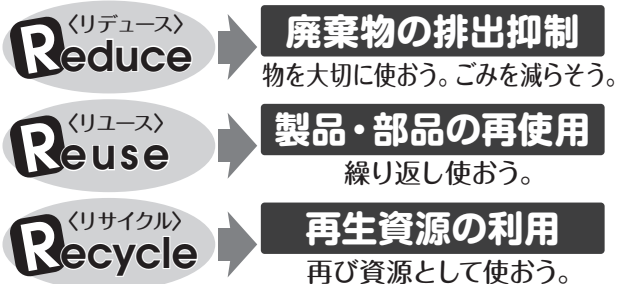 〈リデュース〉
Reduce
廃棄物の排出抑制
物を大切に使おう。ごみを減らそう。
〈リユース〉
Reuse
製品・部品の再使用
繰り返し使おう。
〈リサイクル〉
Recycle
再生資源の利用
再び資源として使おう。